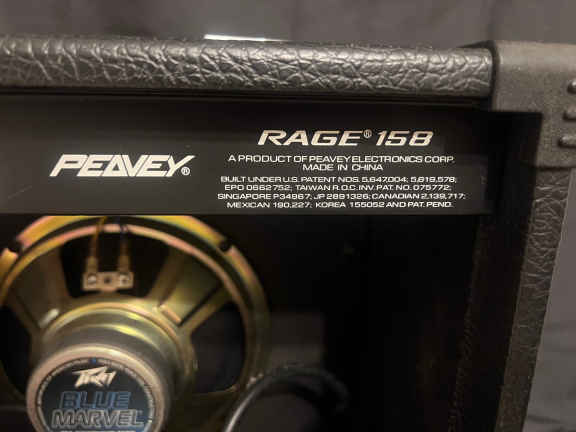 RAGE® 158
PEAVEY®
A PRODUCT OF PEAVEY ELECTRONICS CORP.
MADE IN CHINA
BUILT UNDER U.S. PATENT NOS. 5,647,004; 5,619,578;
EPO 0662752; TAIWAN R.O.C. INV. PAT. NO. 075772;
SINGAPORE P34867; JP 2891326; CANADIAN 2,139,717;
MEXICAN 190,227; KOREA 155052 AND PAT. PEND.
BLUE
MARVEL